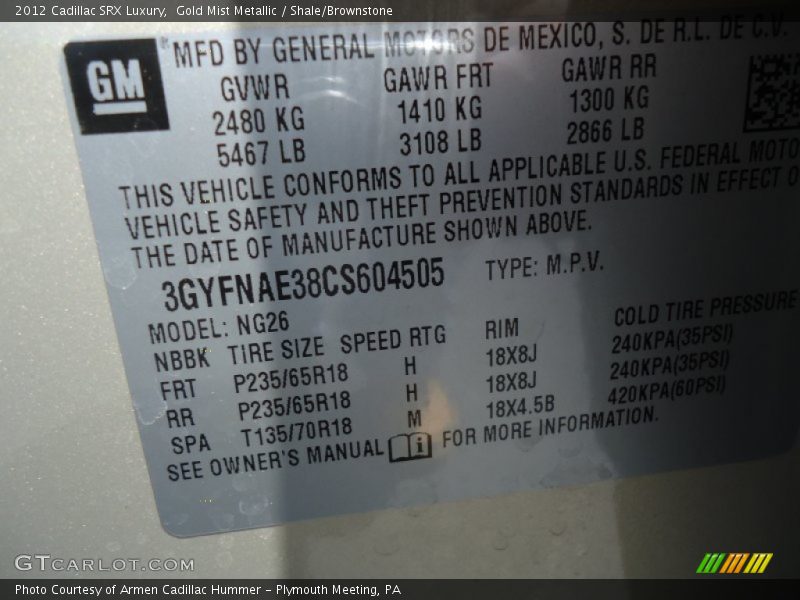 2012 Cadillac SRX Luxury,  Gold Mist Metallic / Shale/Brownstone
GM
MFD BY GENERAL MOTORS DE MEXICO, S. DE R.L. DE C.V.
GVWR GAWR FRT GAWR RR
2480 KG 1410 KG 1300 KG
5467 LB 3108 LB 2866 LB
THIS VEHICLE CONFORMS TO ALL APPLICABLE U.S. FEDERAL MOTO
VEHICLE SAFETY AND THEFT PREVENTION STANDARDS IN EFFECT O
THE DATE OF MANUFACTURE SHOWN ABOVE.
3GYFNAE38CS604505 TYPE: M.P.V.
MODEL: NG26
NBBK TIRE SIZE SPEED RTG RIM COLD TIRE PRESSURE
FRT P235/65R18 H 18X8J 240KPA(35PSI)
RR P235/65R18 H 18X8J 240KPA(35PSI)
SPA T135/70R18 M 18X4.5B 420KPA(60PSI)
SEE OWNER'S MANUAL i FOR MORE INFORMATION.
GTCARLOT.COM
Photo Courtesy of Armen Cadillac Hummer – Plymouth Meeting, PA